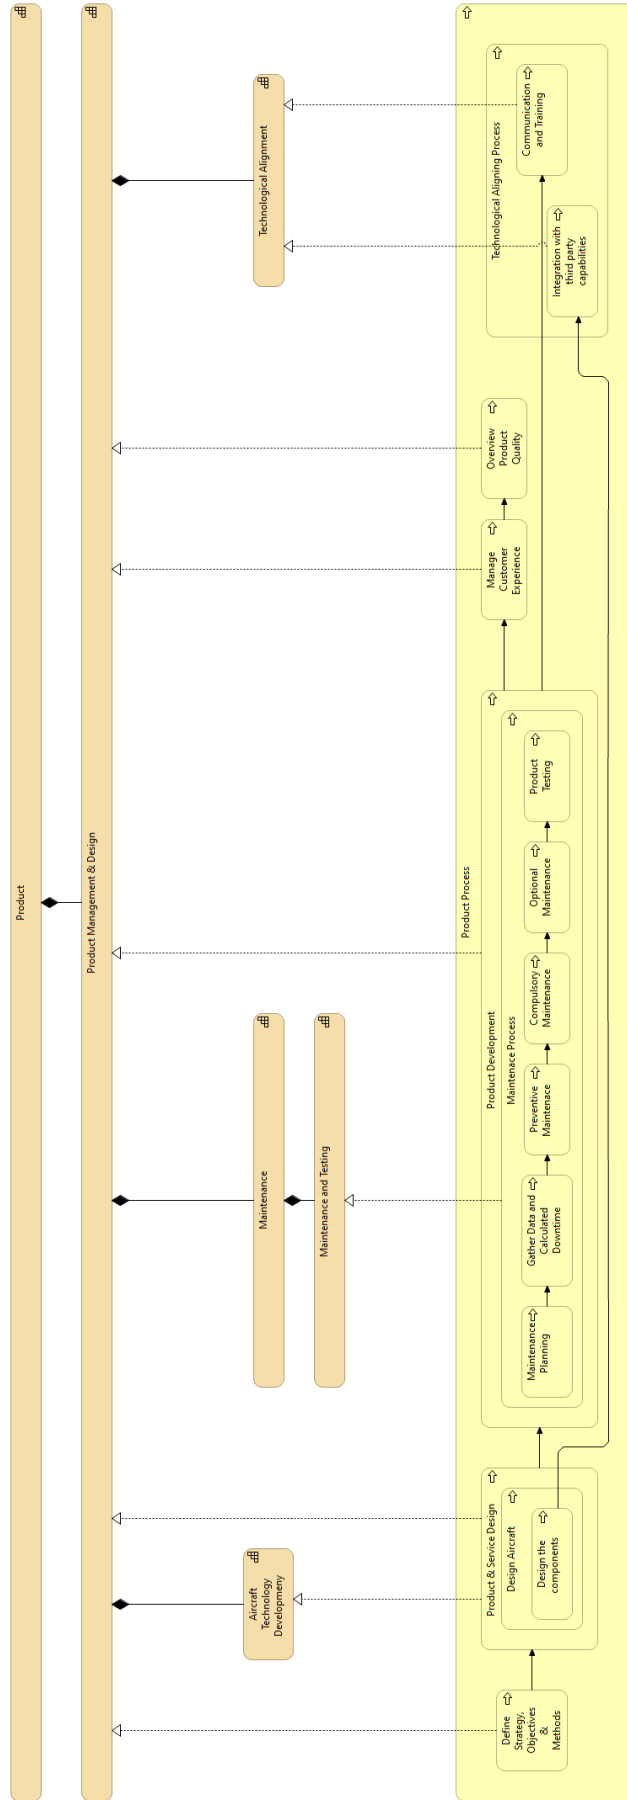 Product
Product Management & Design
Aircraft
Technology
Developmeny
Maintenance
Maintenance and Testing
Technological Alignment
Product Process
Define
Strategy,
Objectives
&
Methods
Product & Service Design
Design Aircraft
Design the
components
Product Development
Maintenace Process
Maintenance
Planning
Gather Data and
Calculated
Downtime
Preventive
Maintenace
Compulsory
Maintenance
Optional
Maintenance
Product
Testing
Manage
Customer
Experience
Overview
Product
Quality
Technological Aligning Process
Integration with
third party
capabilities
Communication
and Training